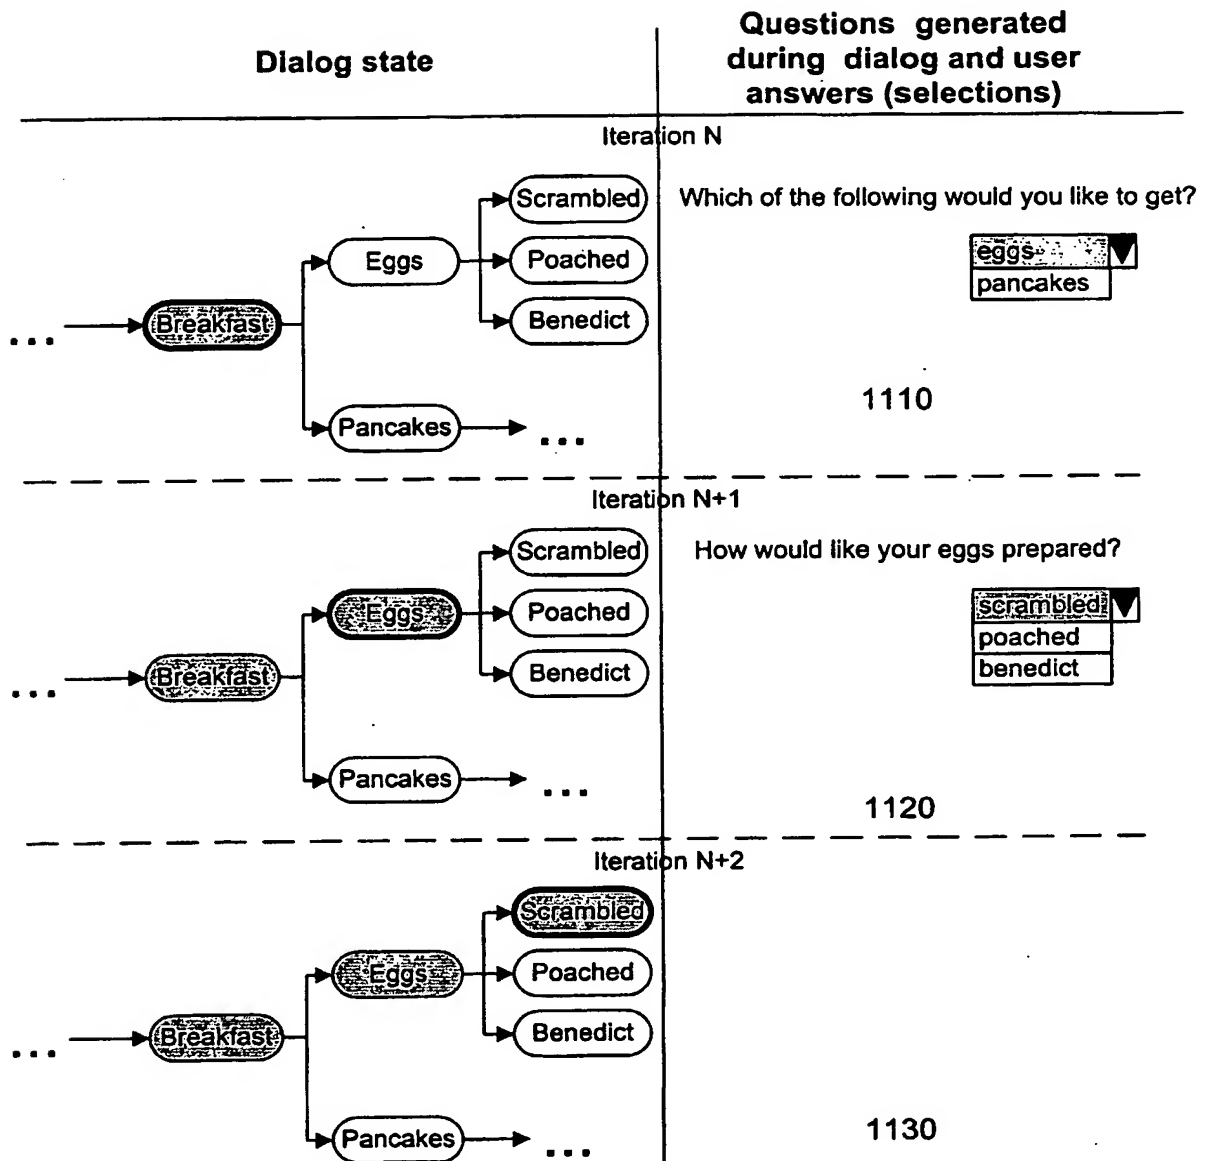 Dialog state
Questions generated
during dialog and user
answers (selections)
Iteration N
Scrambled
Which of the following would you like to get?
Eggs
Poached
eggs
pancakes
Benedict
... Breakfast
1110
Pancakes ...
Iteration N+1
Scrambled
How would like your eggs prepared?
Eggs
Poached
scrambled
poached
benedict
Benedict
... Breakfast
Pancakes ...
1120
Iteration N+2
Scrambled
Eggs
Poached
Benedict
... Breakfast
1130
Pancakes ...